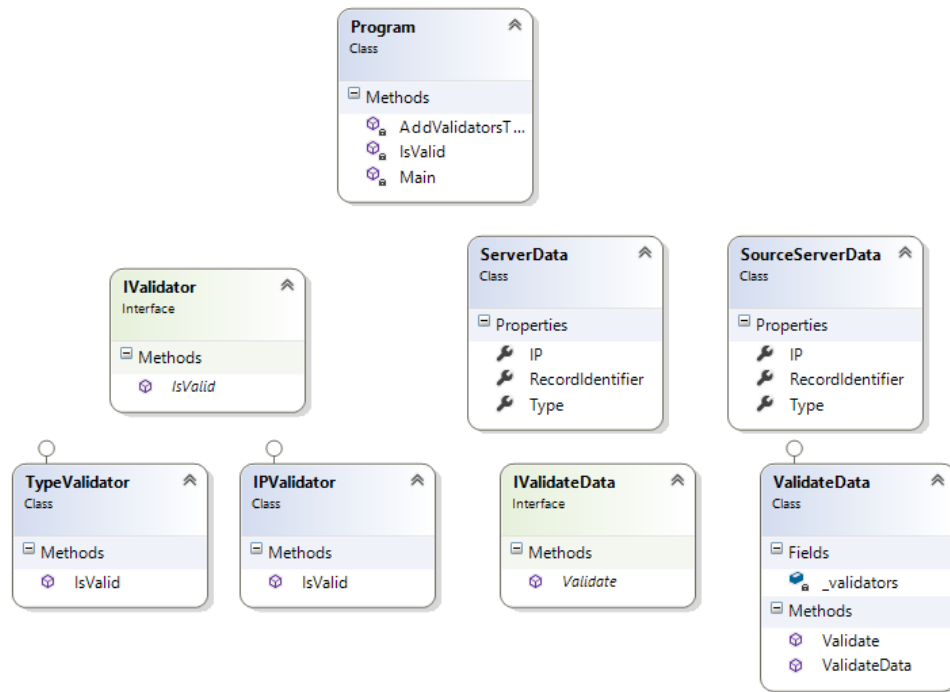 Program
Class
Methods
AddValidatorsT...
IsValid
Main
ServerData
Class
Properties
IP
RecordIdentifier
Type
SourceServerData
Class
Properties
IP
RecordIdentifier
Type
IValidator
Interface
Methods
IsValid
TypeValidator
Class
Methods
IsValid
IPValidator
Class
Methods
IsValid
IValidateData
Interface
Methods
Validate
ValidateData
Class
Fields
_validators
Methods
Validate
ValidateData